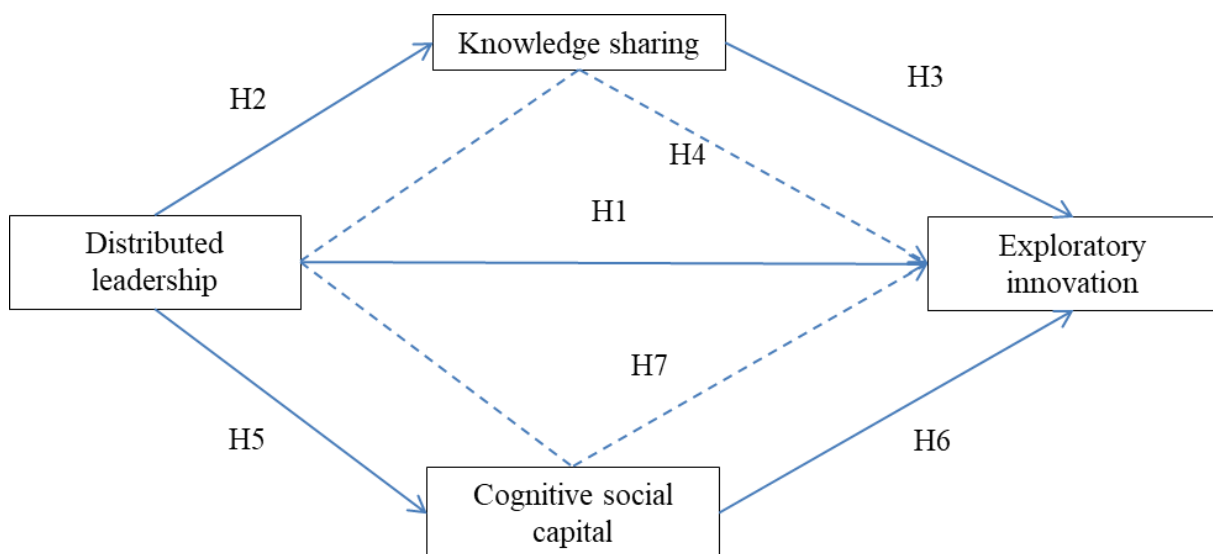 Knowledge sharing
H2
H3
H4
H1
Distributed
leadership
Exploratory
innovation
H7
H5
H6
Cognitive social
capital